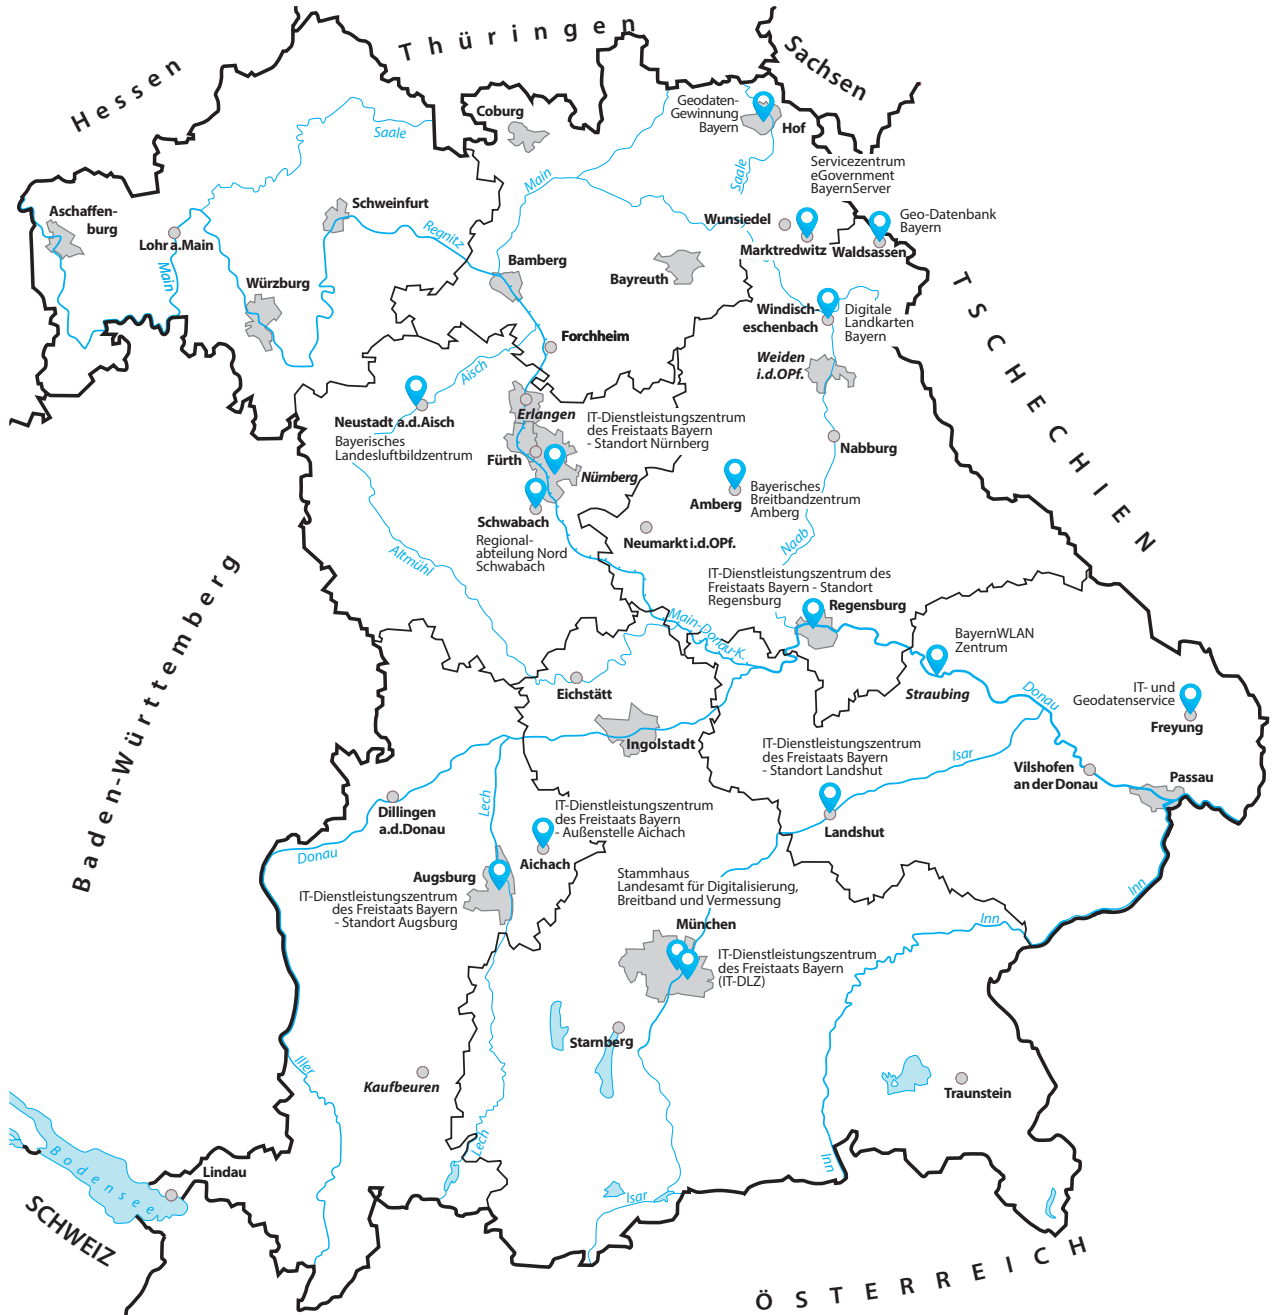 Hessen
Thüringen
Sachsen
TSCHECHIEN
Baden-Württemberg
SCHWEIZ
ÖSTERREICH
Coburg
Geodaten-
Gewinnung
Bayern
Hof
Saale
Saale
Main
Servicezentrum
eGovernment
BayernServer
Aschaffen-
burg
Lohr a. Main
Main
Schweinfurt
Regnitz
Würzburg
Bamberg
Bayreuth
Wunsiedel
Marktredwitz
Waldsassen
Geo-Datenbank
Bayern
Windisch-
eschenbach
Digitale
Landkarten
Bayern
Forchheim
Weiden
i.d.OPf.
Aisch
Neustadt a.d.Aisch
Bayerisches
Landesluftbildzentrum
Erlangen
IT-Dienstleistungszentrum
des Freistaats Bayern
- Standort Nürnberg
Fürth
Nürnberg
Nabburg
Amberg
Bayerisches
Breitbandzentrum
Amberg
Schwabach
Regional-
abteilung Nord
Schwabach
Neumarkt i.d.OPf.
Naab
Altmühl
IT-Dienstleistungszentrum des
Freistaats Bayern - Standort
Regensburg
Regensburg
Main-Donau-K.
BayernWLAN
Zentrum
Straubing
Donau
IT- und
Geodatenservice
Freyung
Eichstätt
Ingolstadt
IT-Dienstleistungszentrum
des Freistaats Bayern
- Standort Landshut
Isar
Landshut
Vilshofen
an der Donau
Passau
Dillingen
a.d.Donau
Donau
Lech
IT-Dienstleistungszentrum
des Freistaats Bayern
- Außenstelle Aichach
Aichach
Augsburg
IT-Dienstleistungszentrum
des Freistaats Bayern
- Standort Augsburg
Stammhaus
Landesamt für Digitalisierung,
Breitband und Vermessung
München
IT-Dienstleistungszentrum
des Freistaats Bayern
(IT-DLZ)
Inn
Inn
Starnberg
Iller
Kaufbeuren
Traunstein
Lech
Inn
Isar
Bodensee
Lindau